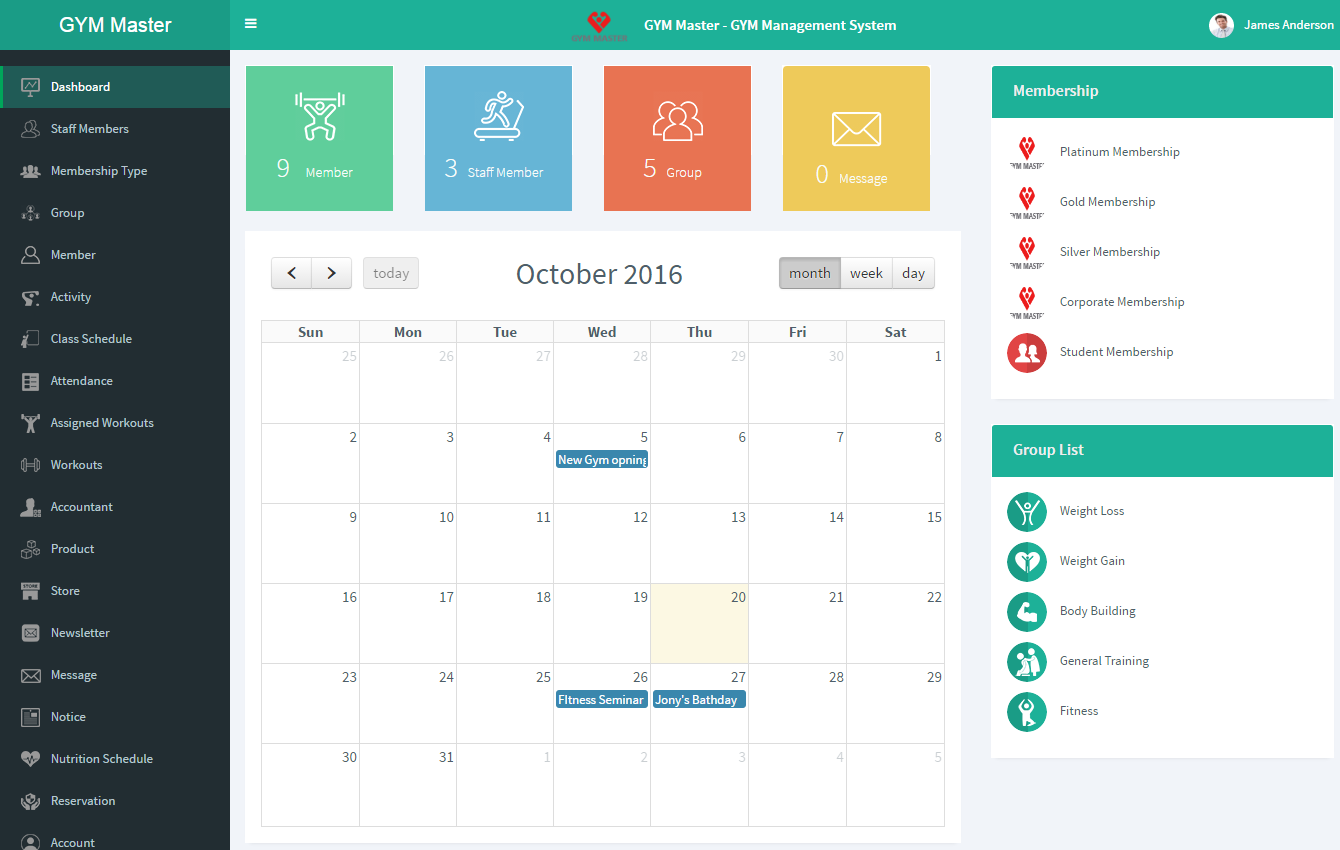 GYM Master
GYM MASTER
GYM Master - GYM Management System
James Anderson
Dashboard
Staff Members
Membership Type
Group
Member
Activity
Class Schedule
Attendance
Assigned Workouts
Workouts
Accountant
Product
STORE
Store
Newsletter
Message
Notice
Nutrition Schedule
Reservation
Account
9 Member
3 Staff Member
5 Group
0 Message
today
October 2016
month week day
Sun Mon Tue Wed Thu Fri Sat
25 26 27 28 29 30 1
2 3 4 5 6 7 8
New Gym opning
9 10 11 12 13 14 15
16 17 18 19 20 21 22
23 24 25 26 27 28 29
FItness Seminar Jony's Bathday
30 31 1 2 3 4 5
Membership
GYM MASTER
Platinum Membership
GYM MASTER
Gold Membership
GYM MASTER
Silver Membership
GYM MASTER
Corporate Membership
Student Membership
Group List
Weight Loss
Weight Gain
Body Building
General Training
Fitness